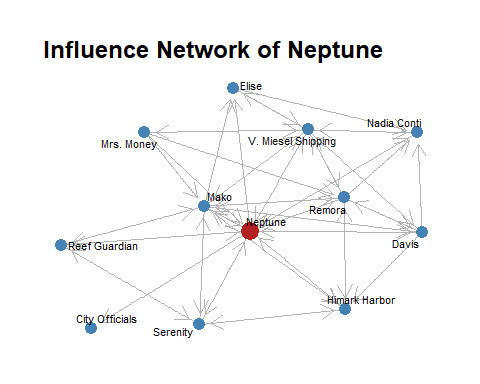 Influence Network of Neptune
Elise
Nadia Conti
V. Miesel Shipping
Mrs. Money
Mako
Remora
Neptune
Davis
Reef Guardian
Himark Harbor
City Officials
Serenity